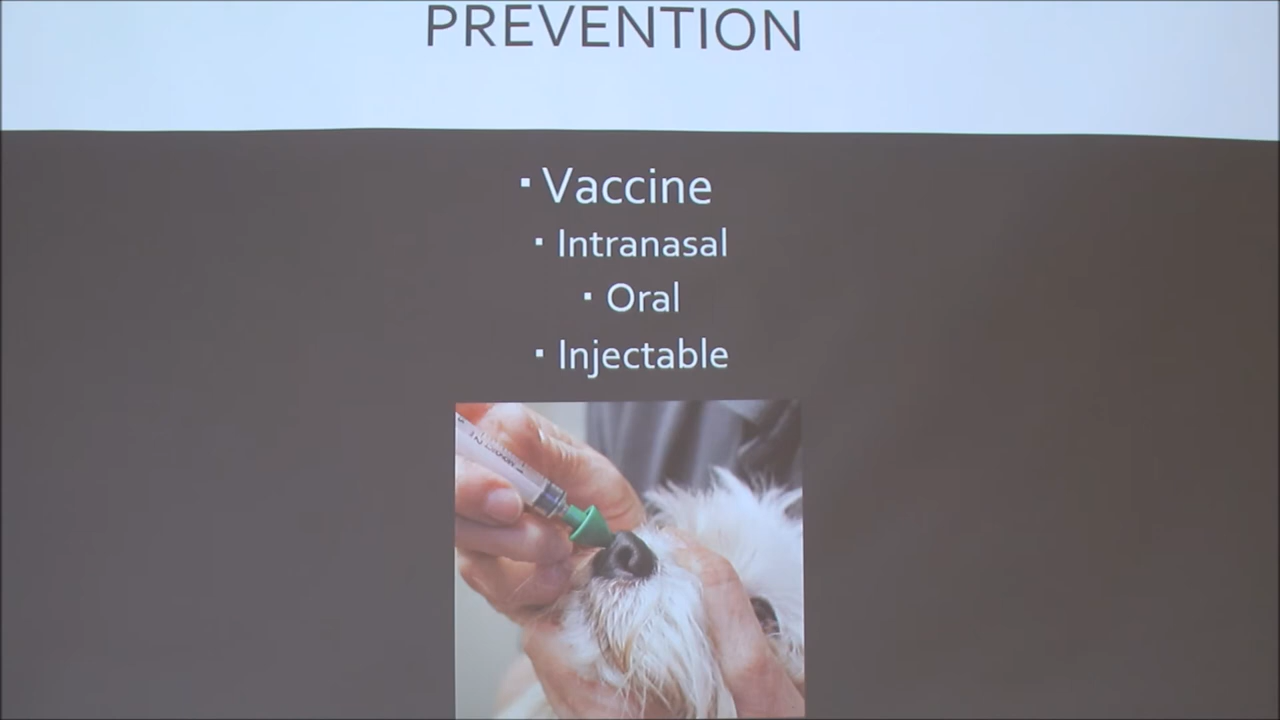 PREVENTION
▪ Vaccine
▪ Intranasal
▪ Oral
▪ Injectable